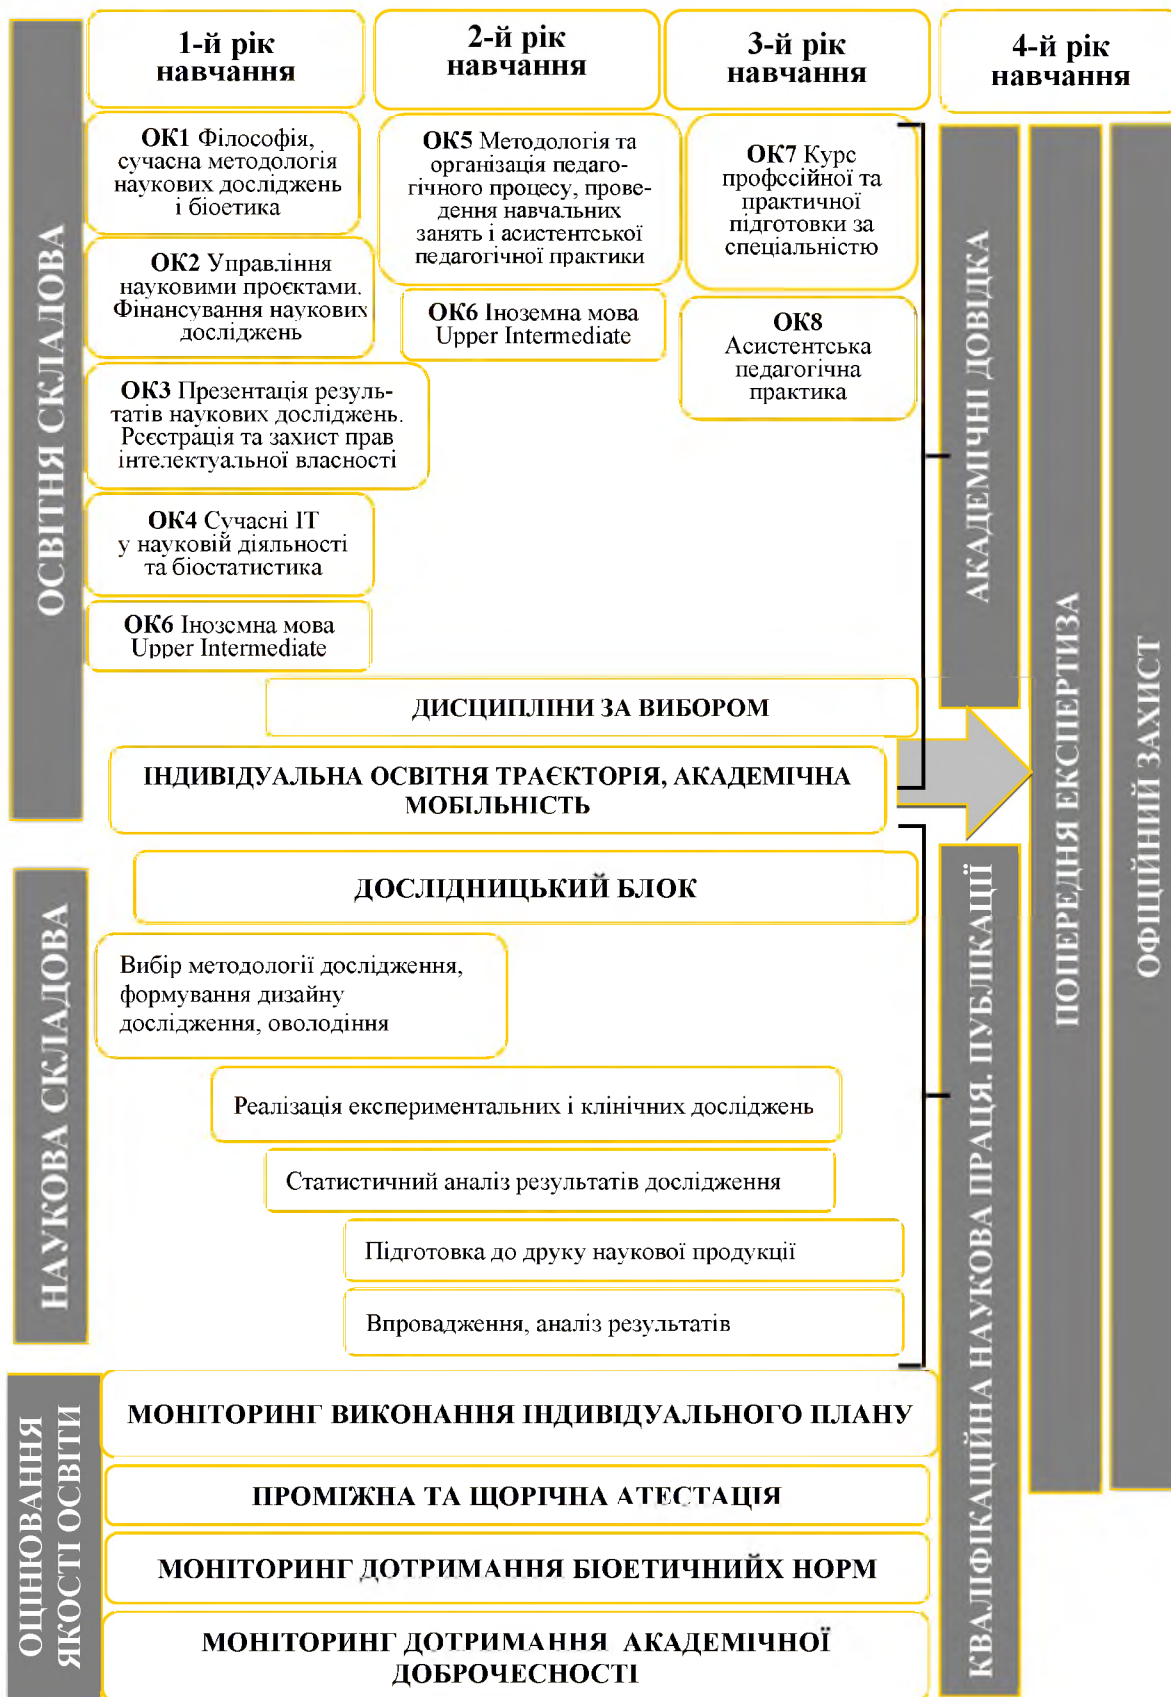 1-й рік
навчання
2-й рік
навчання
3-й рік
навчання
4-й рік
навчання
ОСВІТНЯ СКЛАДОВА
ОК1 Філософія,
сучасна методологія
наукових досліджень
і біоетика
ОК2 Управління
науковими проєктами.
Фінансування наукових
досліджень
ОК3 Презентація резуль-
татів наукових досліджень.
Реєстрація та захист прав
інтелектуальної власності
ОК4 Сучасні ІТ
у науковій діяльності
та біостатистика
ОК6 Іноземна мова
Upper Intermediate
ОК5 Методологія та
організація педаго-
гічного процесу, прове-
дення навчальних
занять і асистентської
педагогічної практики
ОК6 Іноземна мова
Upper Intermediate
ОК7 Курс
професійної та
практичної
підготовки за
спеціальністю
ОК8
Асистентська
педагогічна
практика
ДИСЦИПЛІНИ ЗА ВИБОРОМ
ІНДИВІДУАЛЬНА ОСВІТНЯ ТРАЄКТОРІЯ, АКАДЕМІЧНА
МОБІЛЬНІСТЬ
АКАДЕМІЧНІ ДОВІДКА
ПОПЕРЕДНЯ ЕКСПЕРТИЗА
ОФІЦІЙНИЙ ЗАХИСТ
НАУКОВА СКЛАДОВА
ДОСЛІДНИЦЬКИЙ БЛОК
Вибір методології дослідження,
формування дизайну
дослідження, оволодіння
Реалізація експериментальних і клінічних досліджень
Статистичний аналіз результатів дослідження
Підготовка до друку наукової продукції
Впровадження, аналіз результатів
КВАЛІФІКАЦІЙНА НАУКОВА ПРАЦЯ. ПУБЛІКАЦІЇ
ОЦІНЮВАННЯ
ЯКОСТІ ОСВІТИ
МОНІТОРИНГ ВИКОНАННЯ ІНДИВІДУАЛЬНОГО ПЛАНУ
ПРОМІЖНА ТА ЩОРІЧНА АТЕСТАЦІЯ
МОНІТОРИНГ ДОТРИМАННЯ БІОЕТИЧНИЙХ НОРМ
МОНІТОРИНГ ДОТРИМАННЯ АКАДЕМІЧНОЇ
ДОБРОЧЕСНОСТІ